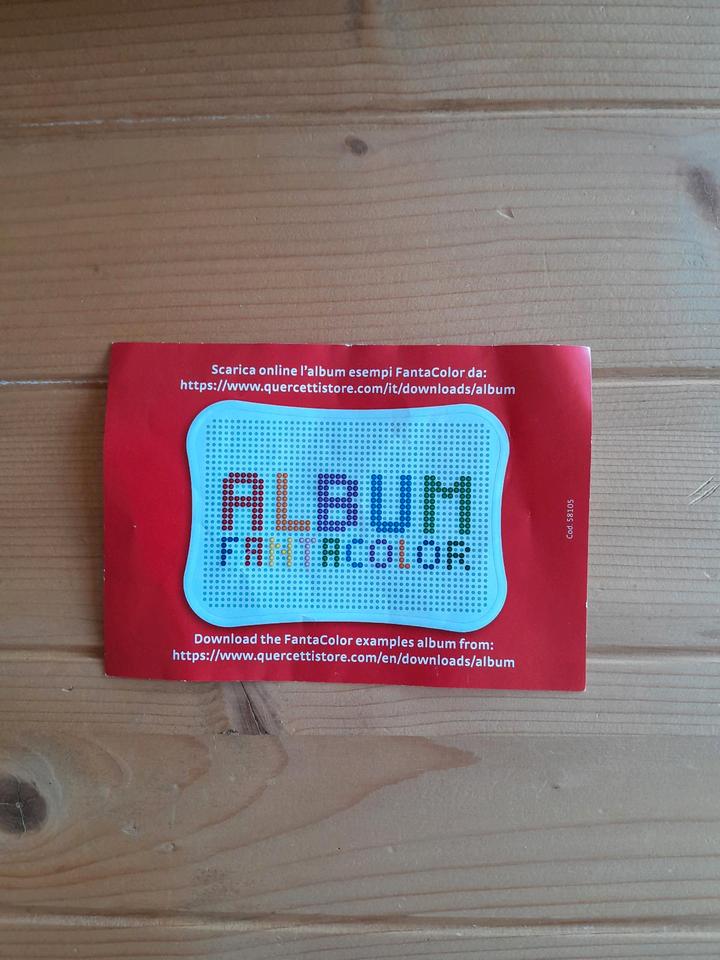 Scarica online l'album esempi FantaColor da:
https://www.quercettistore.com/it/downloads/album
ALBUM
FANTACOLOR
Cod. 58105
Download the FantaColor examples album from:
https://www.quercettistore.com/en/downloads/album